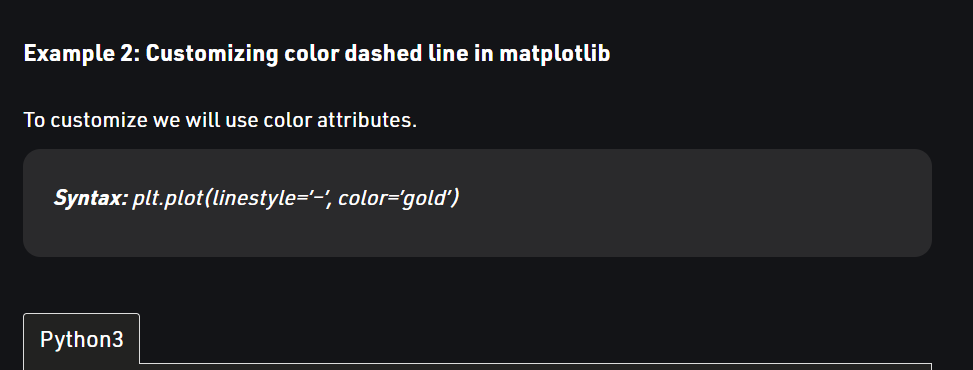 Example 2: Customizing color dashed line in matplotlib
To customize we will use color attributes.
Syntax: plt.plot(linestyle=’–’, color=‘gold’)
Python3